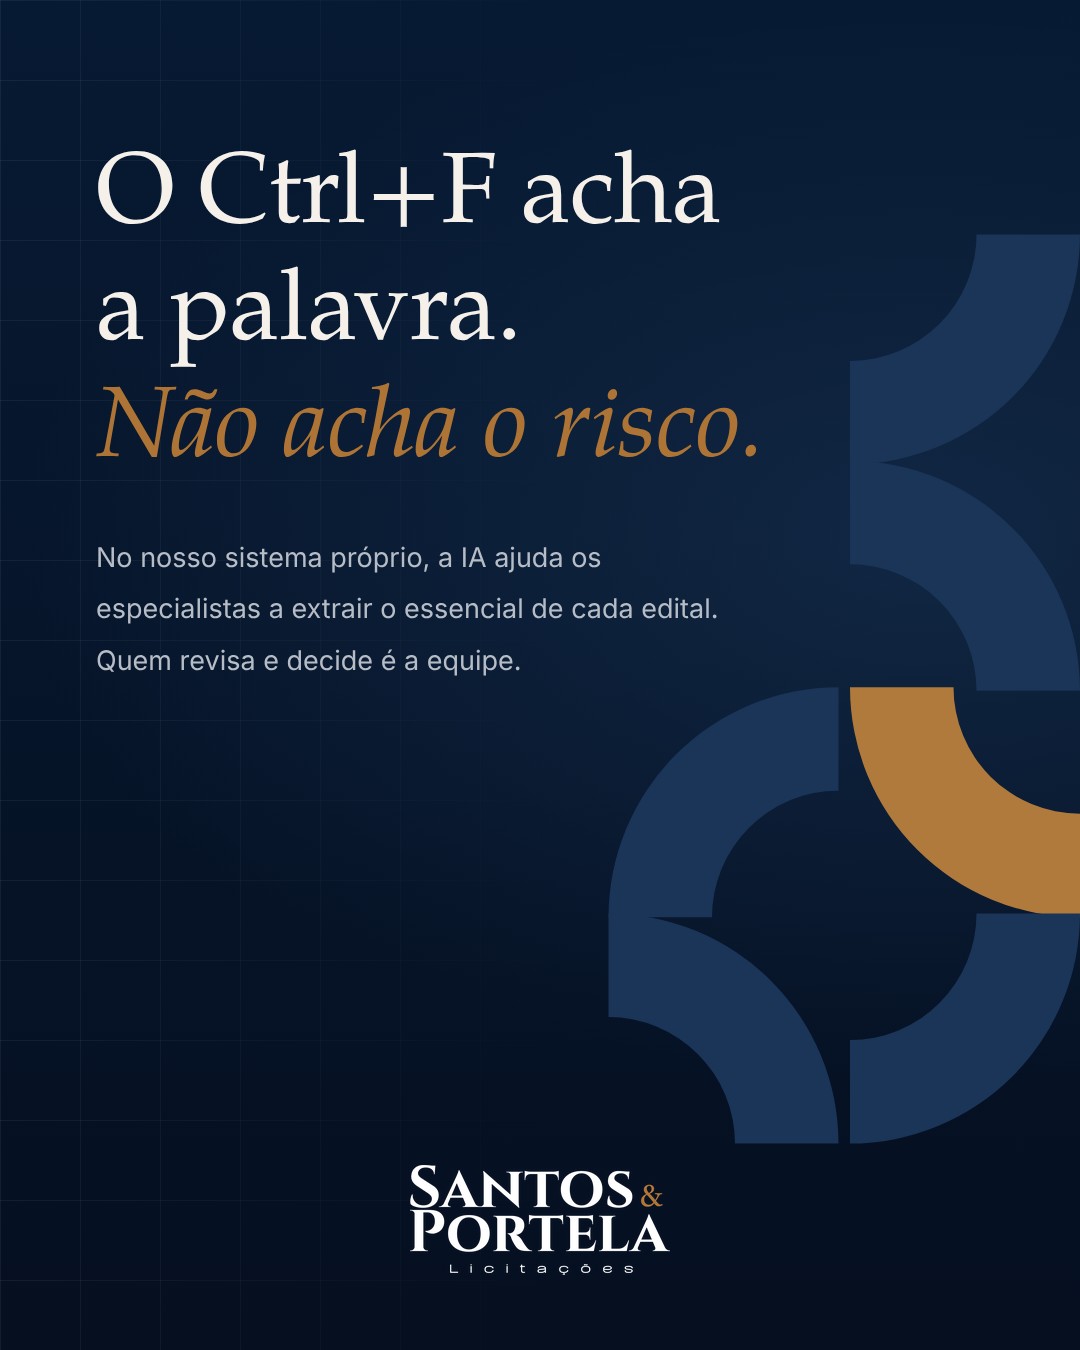 O Ctrl+F acha
a palavra.
Não acha o risco.
No nosso sistema próprio, a IA ajuda os
especialistas a extrair o essencial de cada edital.
Quem revisa e decide é a equipe.
SANTOS &
PORTELA
Licitações